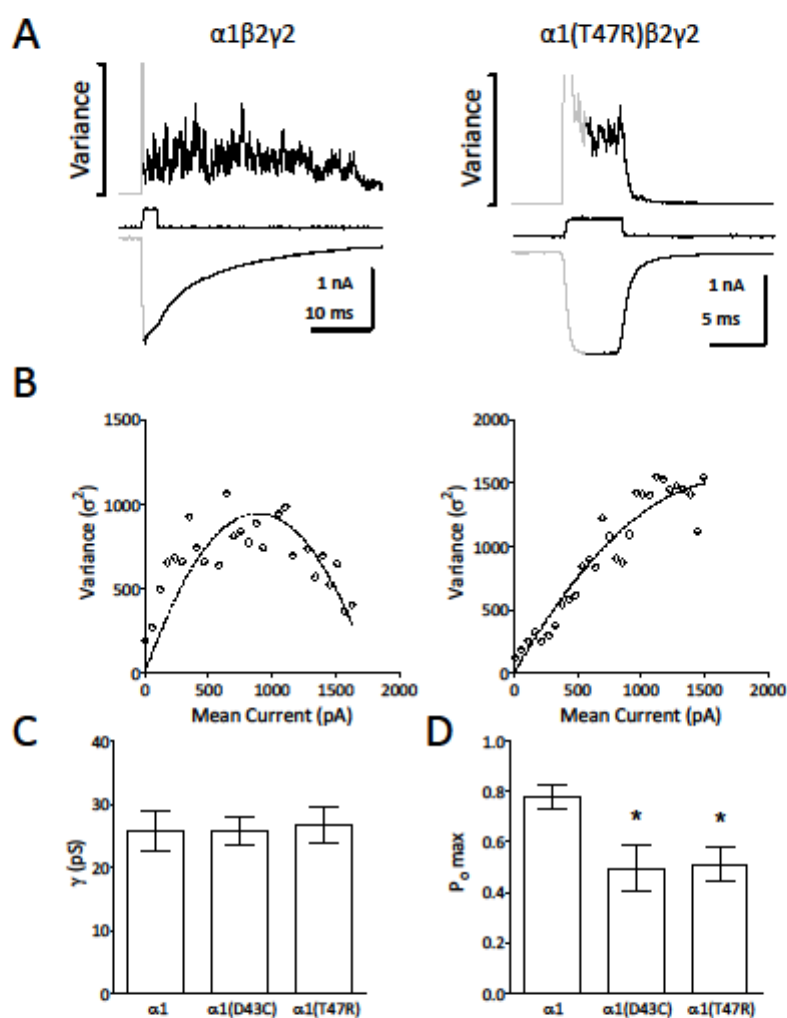 A
α1β2γ2
α1(T47R)β2γ2
Variance
Variance
1 nA
10 ms
1 nA
5 ms
B
1500
1000
500
0
Variance (σ²)
0 500 1000 1500 2000
Mean Current (pA)
2000
1500
1000
500
0
Variance (σ²)
0 500 1000 1500 2000
Mean Current (pA)
C
40
30
20
10
0
γ (pS)
α1 α1(D43C) α1(T47R)
D
1.0
0.8
0.6
0.4
0.2
0.0
Po max
* *
α1 α1(D43C) α1(T47R)